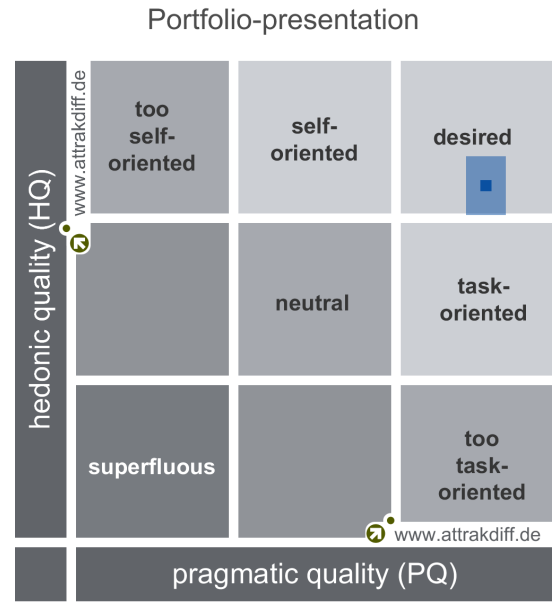 Portfolio-presentation
www.attrakdiff.de
hedonic quality (HQ)
too
self-
oriented
self-
oriented
desired
neutral
task-
oriented
superfluous
too
task-
oriented
www.attrakdiff.de
pragmatic quality (PQ)